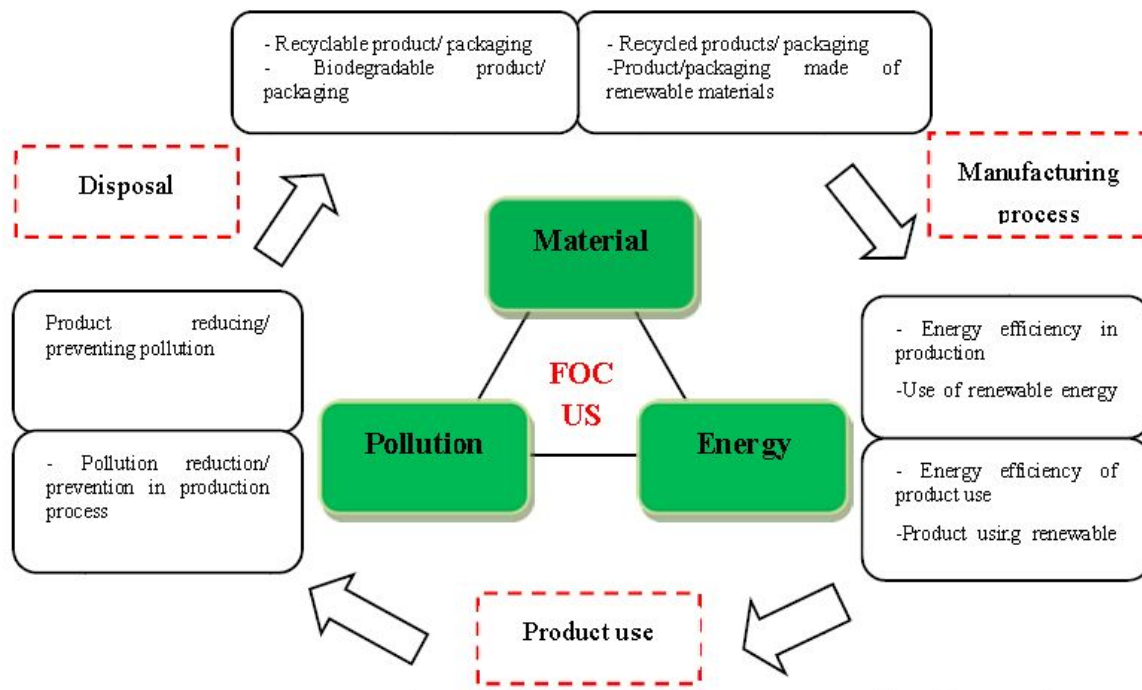 - Recyclable product/ packaging
- Biodegradable product/
packaging
- Recycled products/ packaging
-Product/packaging made of
renewable materials
Disposal
Manufacturing
process
Material
Product reducing/
preventing pollution
- Energy efficiency in
production
-Use of renewable energy
FOC
US
Pollution
Energy
- Pollution reduction/
prevention in production
process
- Energy efficiency of
product use
-Product using renewable
Product use